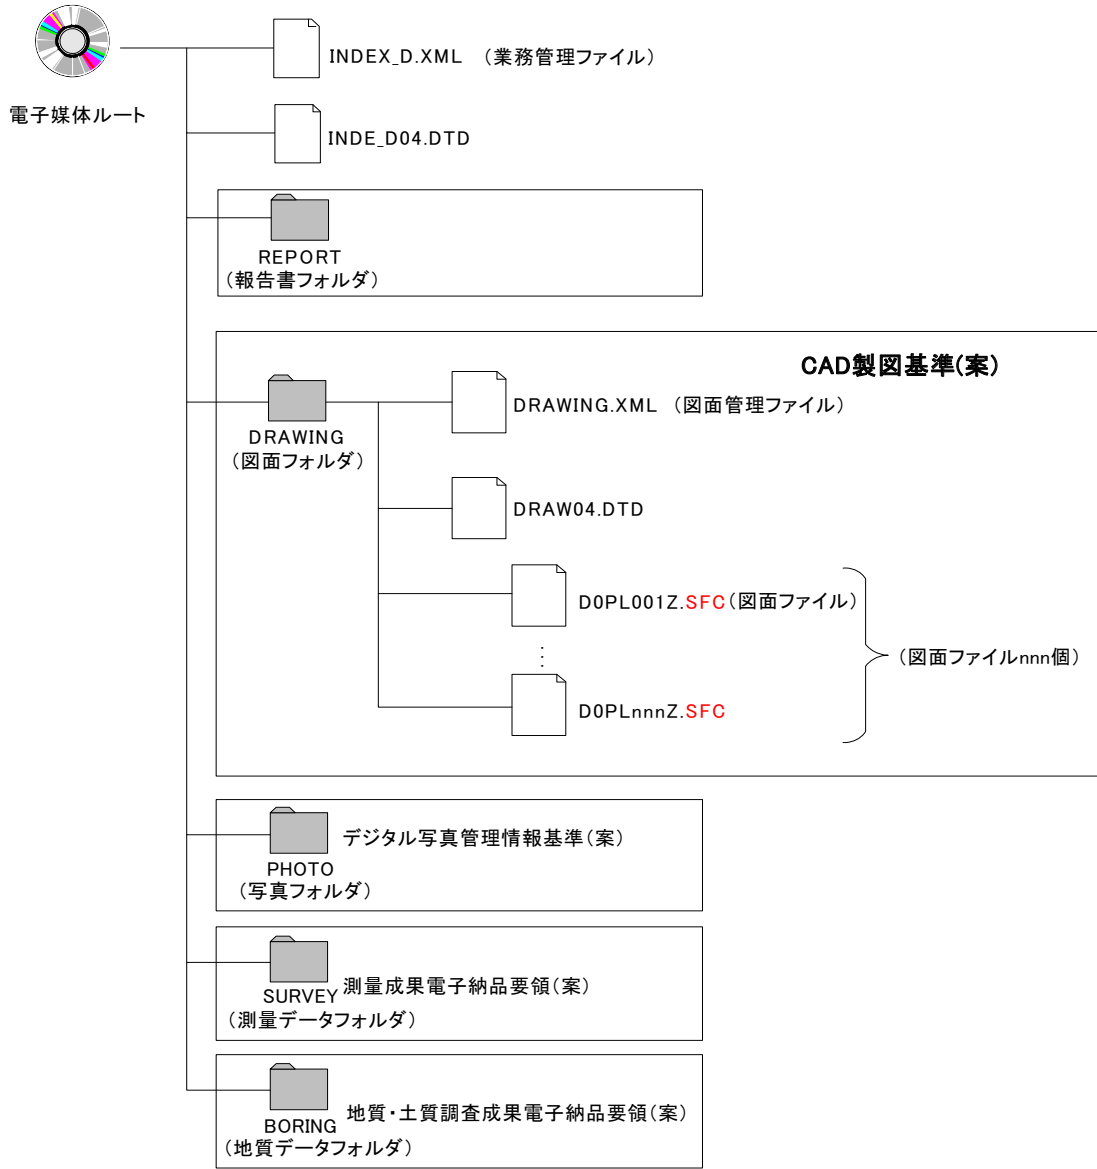 INDEX_D.XML （業務管理ファイル）
電子媒体ルート
INDE_D04.DTD
REPORT
（報告書フォルダ）
CAD製図基準(案)
DRAWING.XML （図面管理ファイル）
DRAWING
（図面フォルダ）
DRAW04.DTD
D0PL001Z.SFC（図面ファイル）
：
（図面ファイルnnn個）
D0PLnnnZ.SFC
デジタル写真管理情報基準（案）
PHOTO
（写真フォルダ）
測量成果電子納品要領（案）
SURVEY
（測量データフォルダ）
地質・土質調査成果電子納品要領（案）
BORING
（地質データフォルダ）